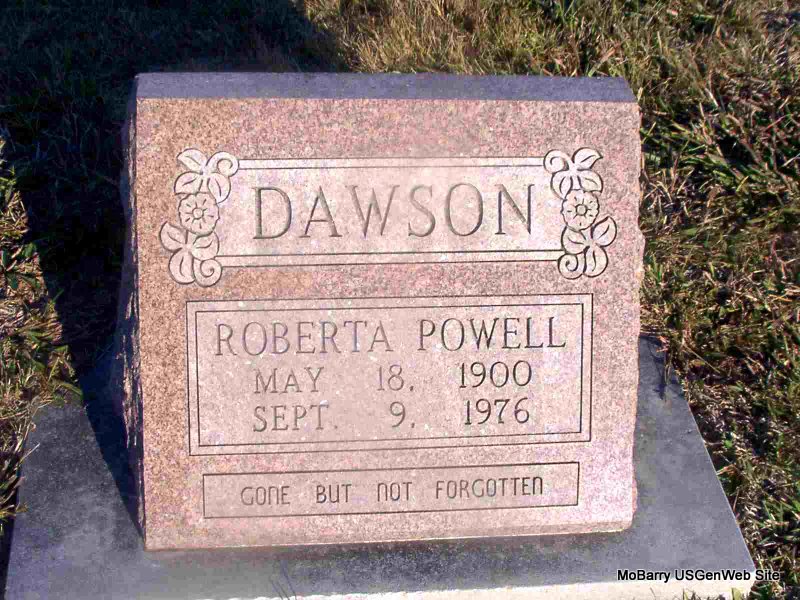 DAWSON
ROBERTA POWELL
MAY 18, 1900
SEPT. 9, 1976
GONE BUT NOT FORGOTTEN
MoBarry USGenWeb Site